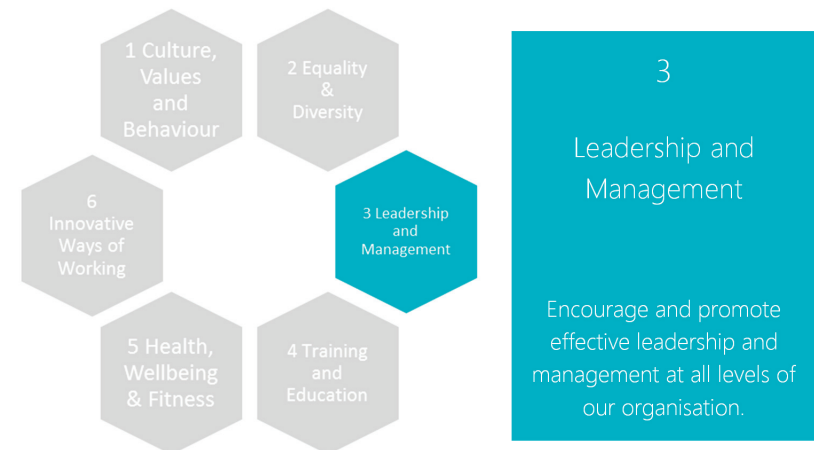 1 Culture,
Values
and
Behaviour
2 Equality
&
Diversity
3 Leadership
and
Management
4 Training
and
Education
5 Health,
Wellbeing
& Fitness
6
Innovative
Ways of
Working
3
Leadership and
Management
Encourage and promote
effective leadership and
management at all levels of
our organisation.